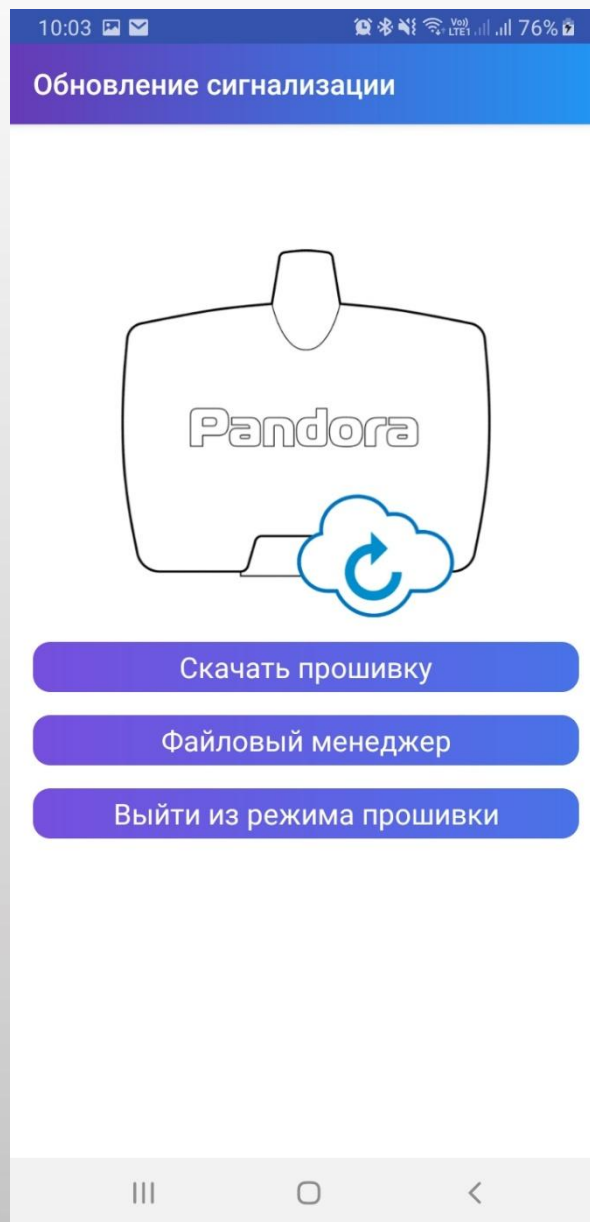 10:03 76%
Обновление сигнализации
Pandora
Скачать прошивку
Файловый менеджер
Выйти из режима прошивки